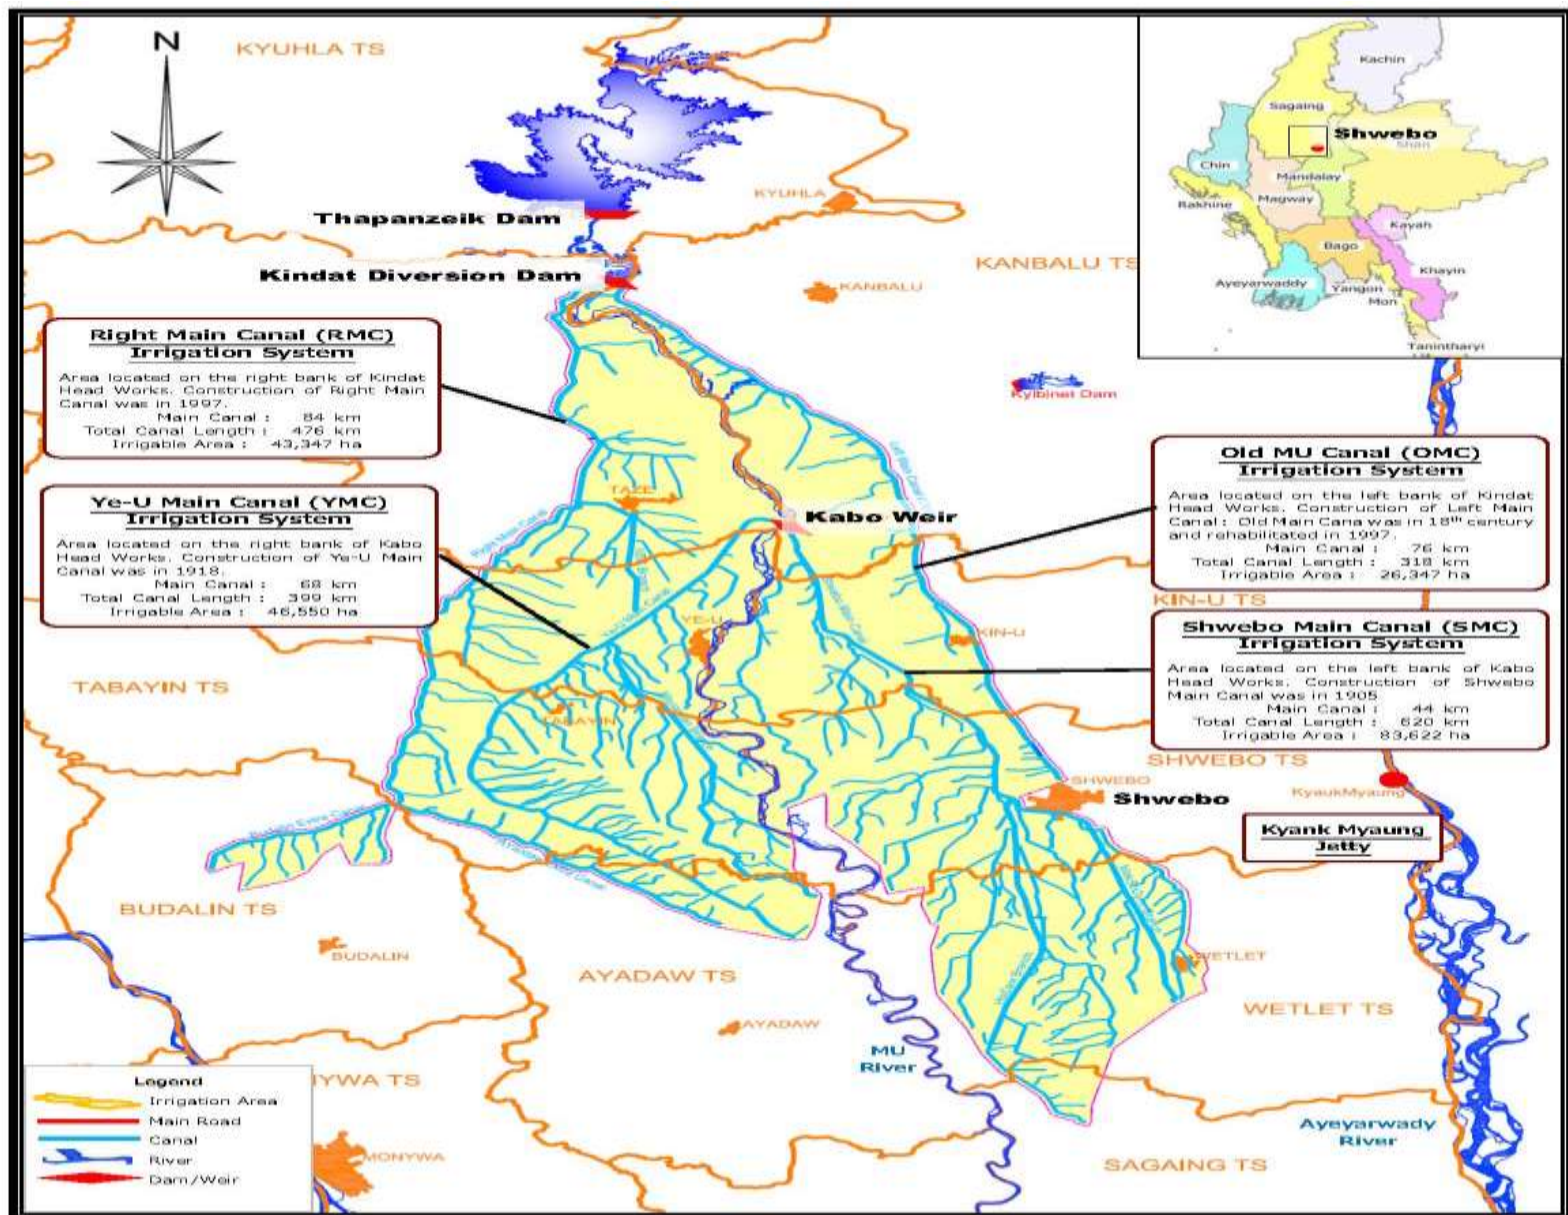 N
KYUHLA TS
Kachin
Sagaing
Shwebo
Shan
Chin
Mandalay
Magway
Rakhine
Kayah
Bago
Khayin
Ayeyarwaddy
Yangon
Mon
Tanintharyi
KYUHLA
Thapanzeik Dam
Kindat Diversion Dam
KANBALU TS
KANBALU
Right Main Canal (RMC)
Irrigation System
Area located on the right bank of Kindat
Head Works. Construction of Right Main
Canal was in 1997.
Main Canal : 84 km
Total Canal Length : 476 km
Irrigable Area : 43,347 ha
Ye-U Main Canal (YMC)
Irrigation System
Area located on the right bank of Kabo
Head Works. Construction of Ye-U Main
Canal was in 1918.
Main Canal : 68 km
Total Canal Length : 399 km
Irrigable Area : 46,550 ha
Old MU Canal (OMC)
Irrigation System
Area located on the left bank of Kindat
Head Works. Construction of Left Main
Canal : Old Main Cana was in 18th century
and rehabilitated in 1997.
Main Canal : 76 km
Total Canal Length : 318 km
Irrigable Area : 26,347 ha
KIN-U TS
Shwebo Main Canal (SMC)
Irrigation System
Area located on the left bank of Kabo
Head Works. Construction of Shwebo
Main Canal was in 1905
Main Canal : 44 km
Total Canal Length : 620 km
Irrigable Area : 83,622 ha
Dam
TAZE
Kabo Weir
Right Main Canal
YE-U
KIN-U
TABAYIN TS
TABAYIN
SHWEBO TS
SHWEBO
Shwebo
KyaukMyaung
Kyank Myaung
Jetty
BUDALIN TS
BUDALIN
AYADAW TS
AYADAW
WETLET
WETLET TS
MU
River
Ayeyarwady
River
SAGAING TS
YWA TS
MONYWA
Legend
Irrigation Area
Main Road
Canal
River
Dam/Weir